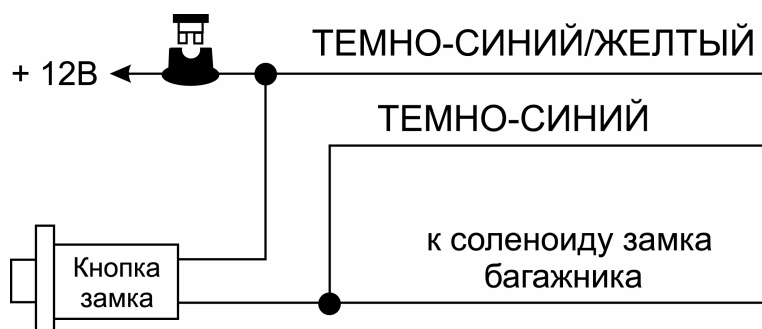 ТЕМНО-СИНИЙ/ЖЕЛТЫЙ
+ 12В
ТЕМНО-СИНИЙ
к соленоиду замка
багажника
Кнопка
замка